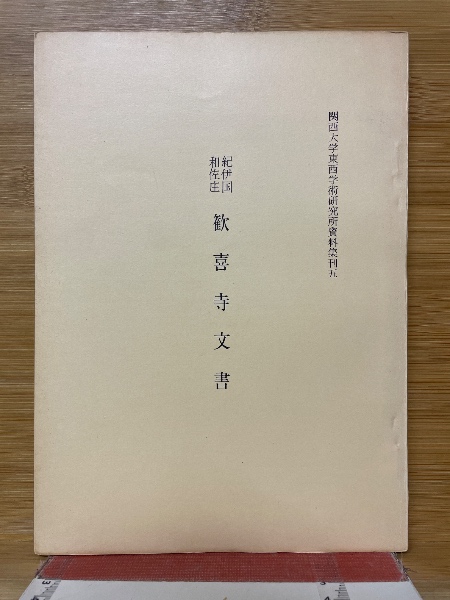 関西大学東西学術研究所資料集刊五
紀伊国
和佐庄
歓喜寺文書